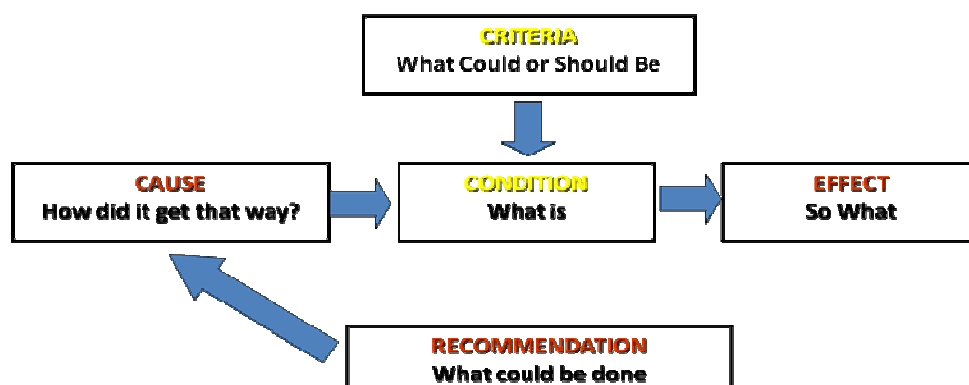 CRITERIA
What Could or Should Be
CAUSE
How did it get that way?
CONDITION
What is
EFFECT
So What
RECOMMENDATION
What could be done